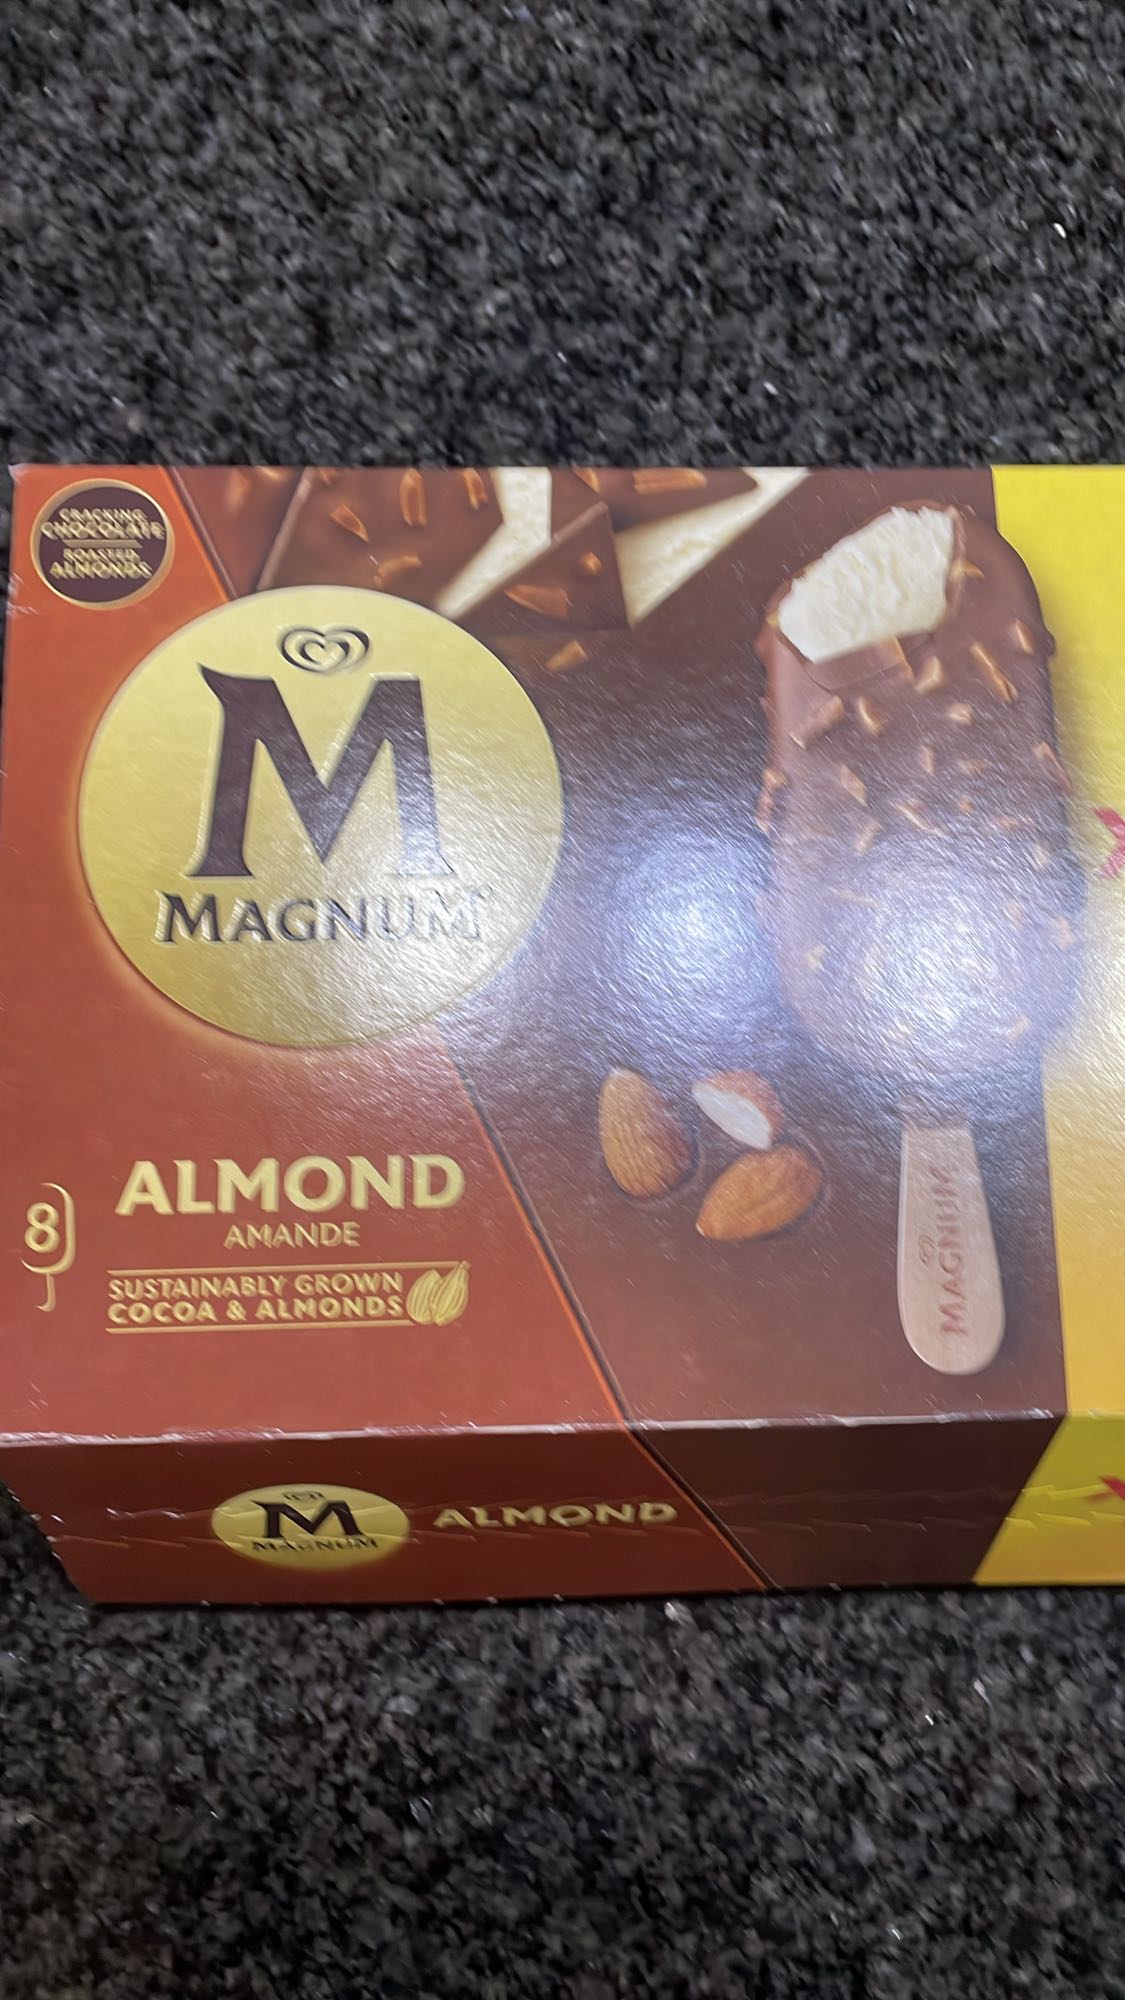 CRACKING
CHOCOLATE
ROASTED
ALMONDS
M
MAGNUM
8
ALMOND
AMANDE
SUSTAINABLY GROWN
COCOA & ALMONDS
MAGNUM
M
MAGNUM
ALMOND